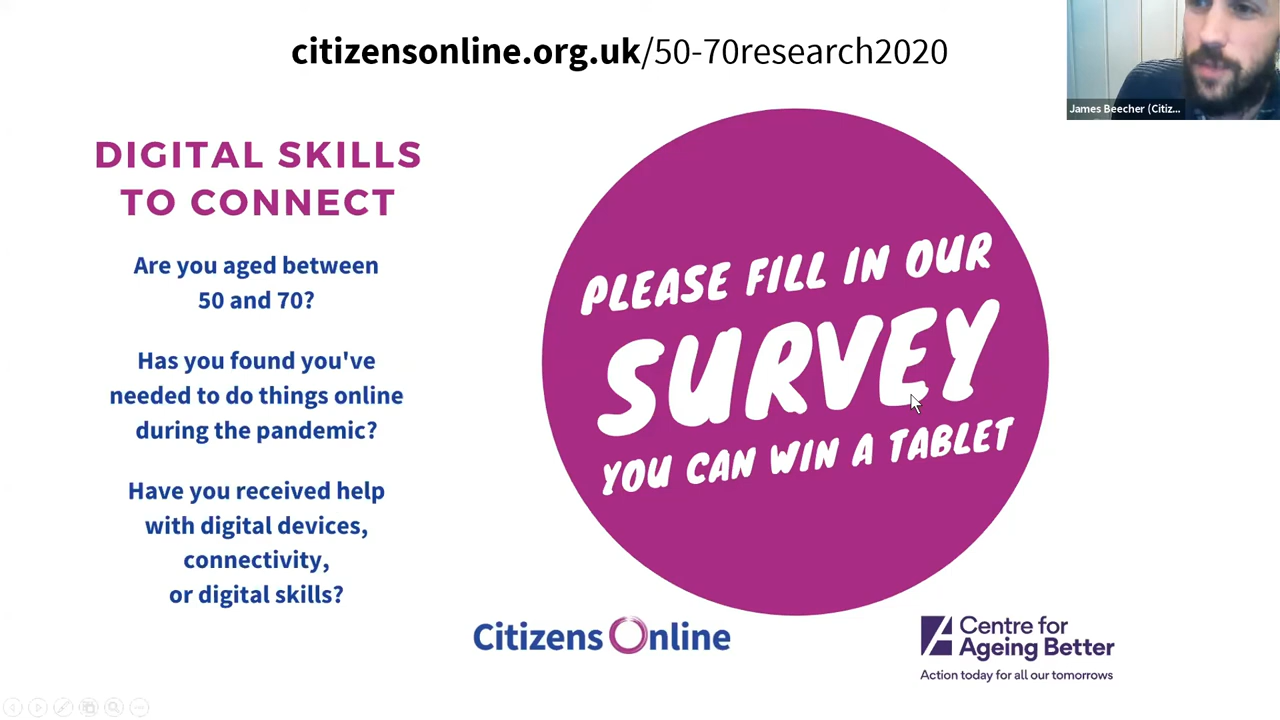 citizensonline.org.uk/50-70research2020
James Beecher (Citiz...
DIGITAL SKILLS
TO CONNECT
Are you aged between
50 and 70?
Has you found you've
needed to do things online
during the pandemic?
Have you received help
with digital devices,
connectivity,
or digital skills?
PLEASE FILL IN OUR
SURVEY
YOU CAN WIN A TABLET
Citizens Online
Centre for
Ageing Better
Action today for all our tomorrows